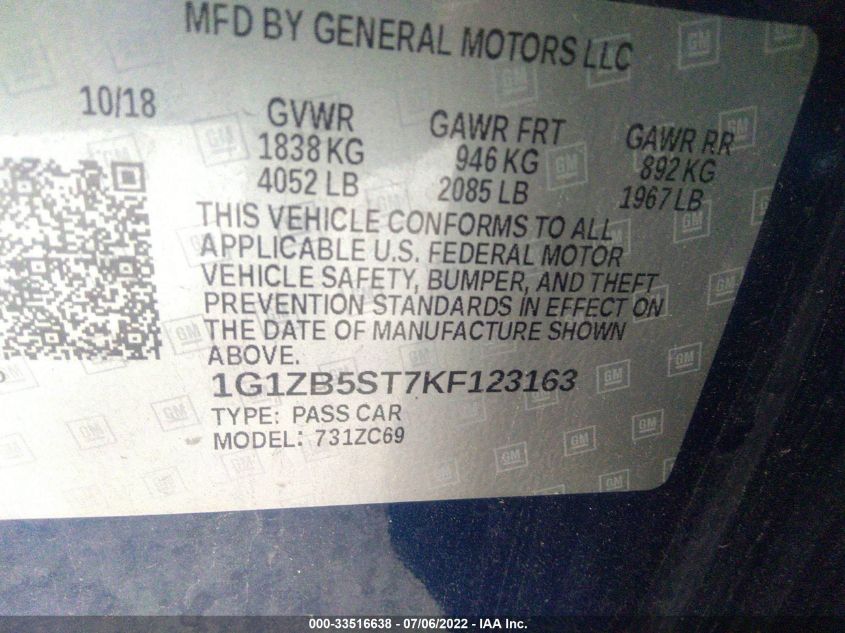 MFD BY GENERAL MOTORS LLC
10/18 GVWR GAWR FRT GAWR RR
1838 KG 946 KG 892 KG
4052 LB 2085 LB 1967 LB
THIS VEHICLE CONFORMS TO ALL
APPLICABLE U.S. FEDERAL MOTOR
VEHICLE SAFETY, BUMPER, AND THEFT
PREVENTION STANDARDS IN EFFECT ON
THE DATE OF MANUFACTURE SHOWN
ABOVE.
1G1ZB5ST7KF123163
TYPE: PASS CAR
MODEL: 731ZC69
000-33516638 - 07/06/2022 - IAA Inc.